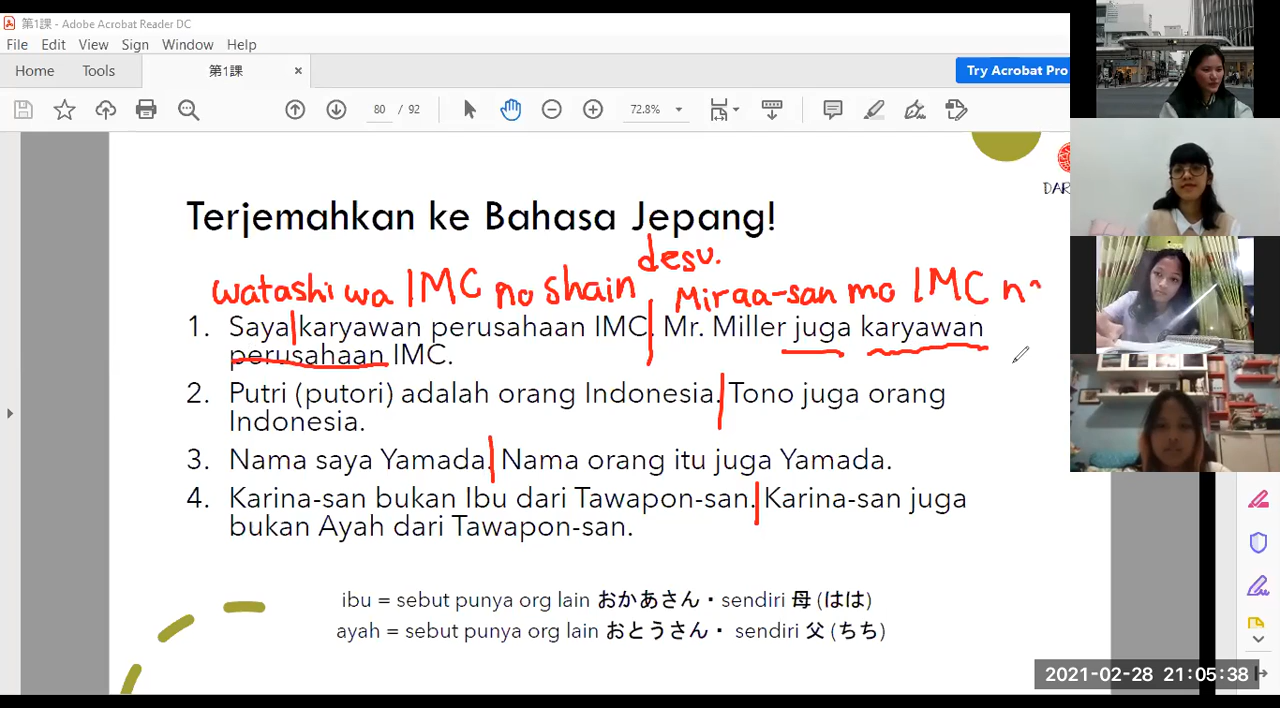 第1課 - Adobe Acrobat Reader DC
File Edit View Sign Window Help
Home Tools 第1課 × Try Acrobat Pro
80 / 92 72.8%
DAR
Terjemahkan ke Bahasa Jepang!
desu.
watashi wa IMC no shain Miraa-san mo IMC
1. Saya karyawan perusahaan IMC. Mr. Miller juga karyawan
perusahaan IMC.
2. Putri (putori) adalah orang Indonesia. Tono juga orang
Indonesia.
3. Nama saya Yamada. Nama orang itu juga Yamada.
4. Karina-san bukan Ibu dari Tawapon-san. Karina-san juga
bukan Ayah dari Tawapon-san.
ibu = sebut punya org lain おかあさん・sendiri 母 (はは)
ayah = sebut punya org lain おとうさん・ sendiri 父 (ちち)
2021-02-28 21:05:38